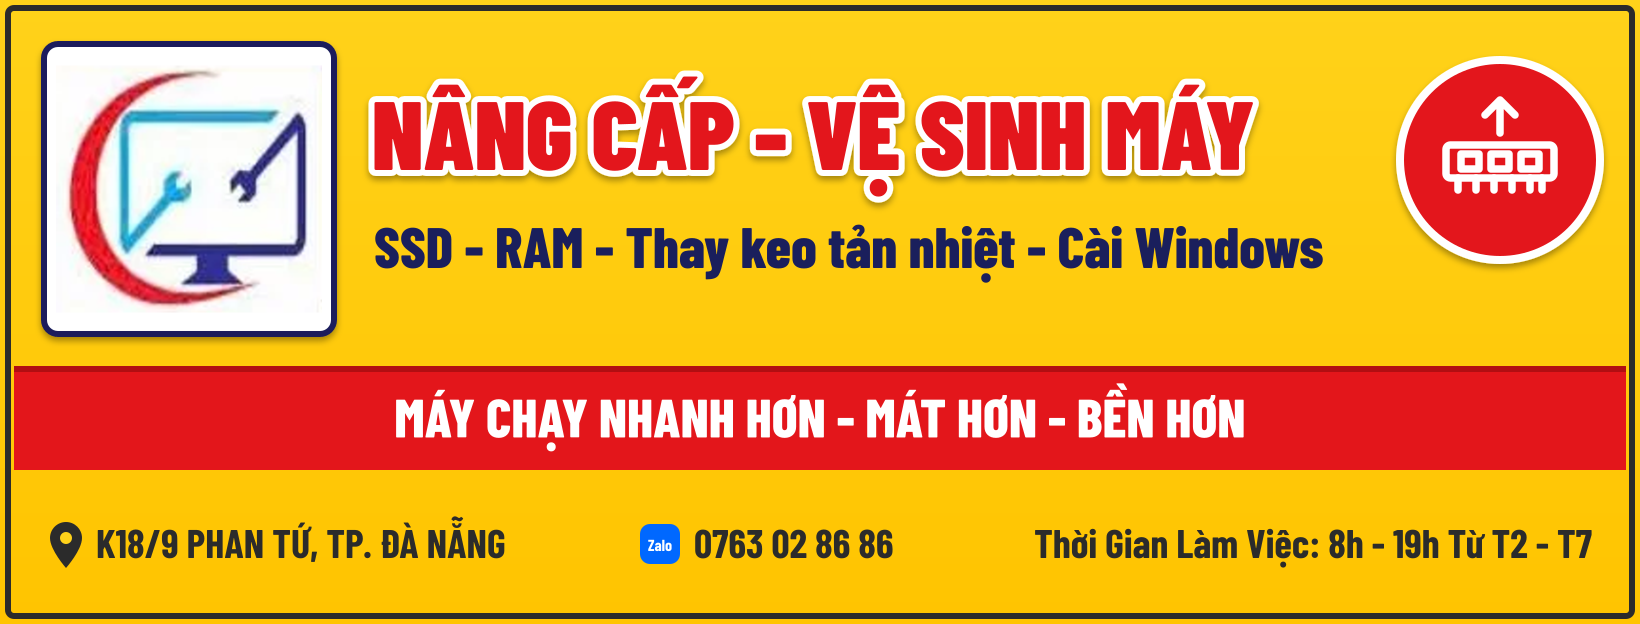 NÂNG CẤP - VỆ SINH MÁY
SSD - RAM - Thay keo tản nhiệt - Cài Windows
MÁY CHẠY NHANH HƠN - MÁT HƠN - BỀN HƠN
K18/9 PHAN TỨ, TP. ĐÀ NẴNG
Zalo 0763 02 86 86
Thời Gian Làm Việc: 8h - 19h Từ T2 - T7